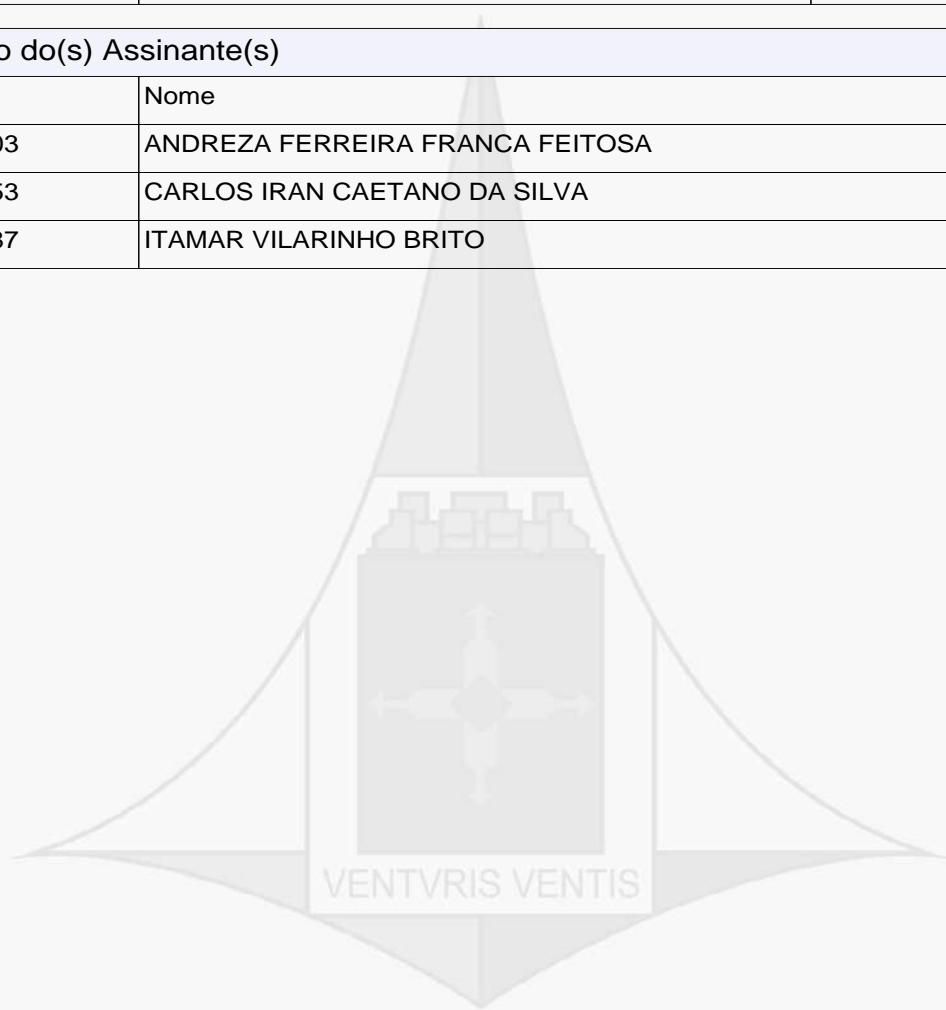 o do(s) Assinante(s)
Nome
03 ANDREZA FERREIRA FRANCA FEITOSA
53 CARLOS IRAN CAETANO DA SILVA
37 ITAMAR VILARINHO BRITO
VENTVRIS VENTIS